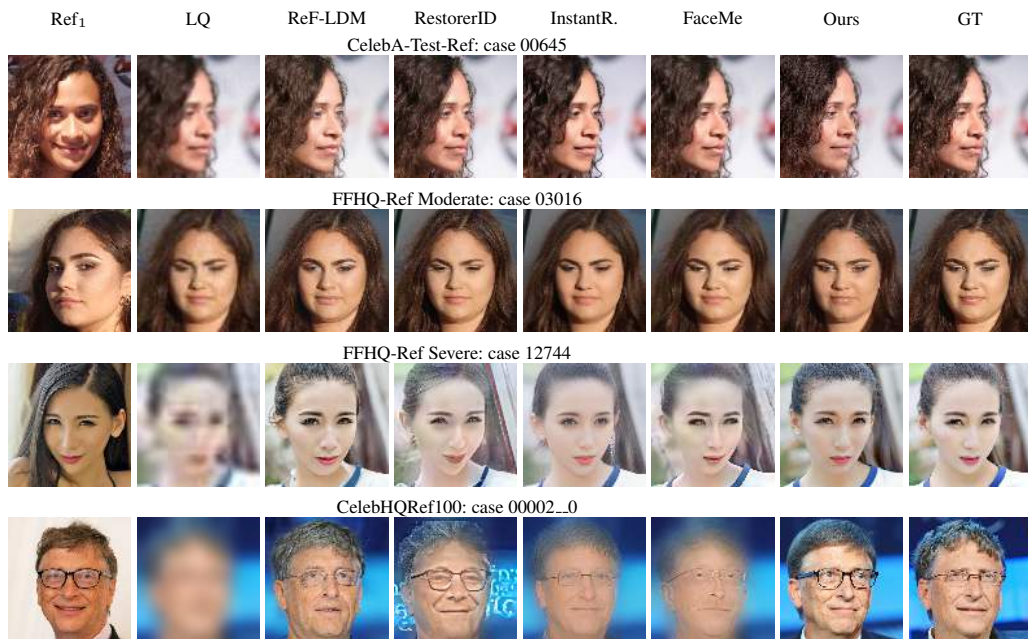 Ref₁ LQ ReF-LDM RestorerID InstantR. FaceMe Ours GT
CelebA-Test-Ref: case 00645
FFHQ-Ref Moderate: case 03016
FFHQ-Ref Severe: case 12744
CelebHQRef100: case 00002__0